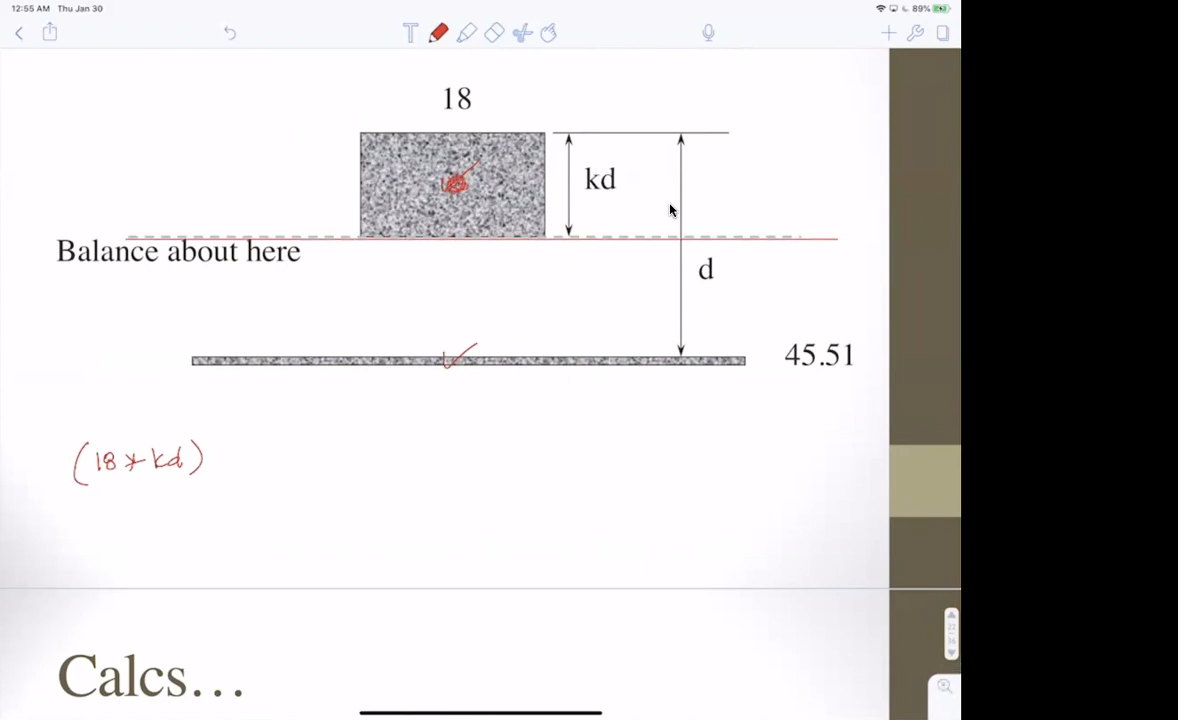 12:55 AM Thu Jan 30
89%
18
kd
Balance about here
d
45.51
(18 * kd)
Calcs...